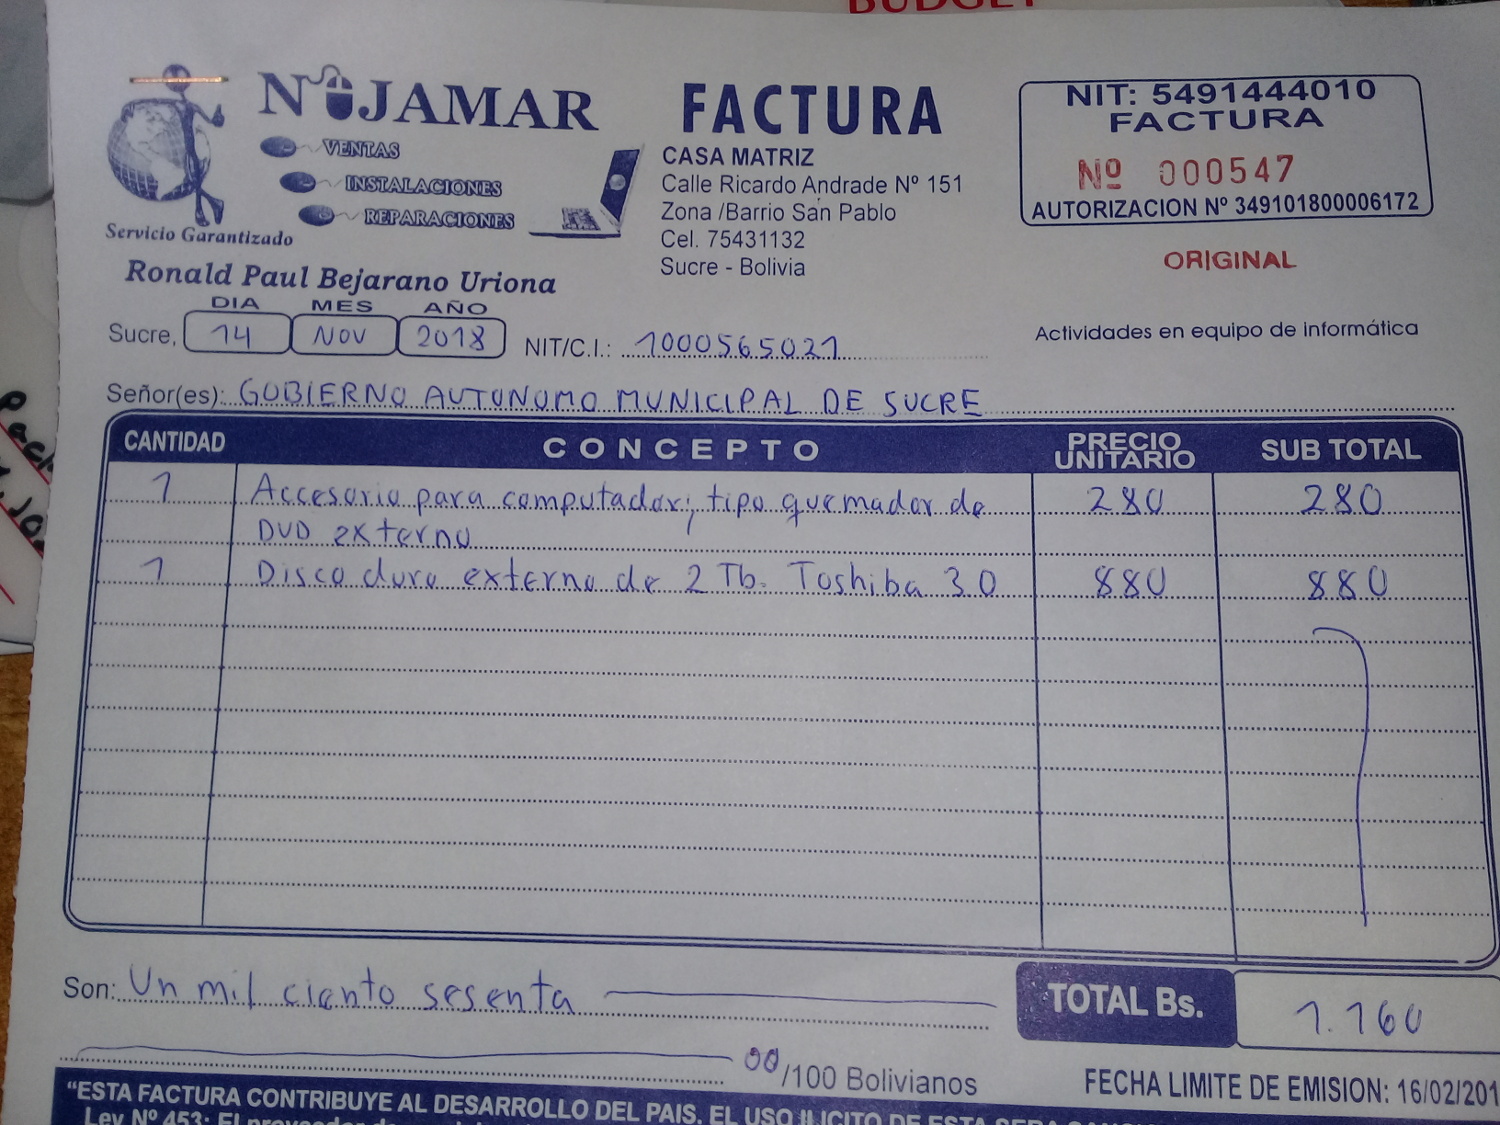 BUDGET
NOJAMAR
VENTAS
INSTALACIONES
REPARACIONES
Servicio Garantizado
Ronald Paul Bejarano Uriona
FACTURA
CASA MATRIZ
Calle Ricardo Andrade Nº 151
Zona /Barrio San Pablo
Cel. 75431132
Sucre - Bolivia
NIT: 5491444010
FACTURA
Nº 000547
AUTORIZACION Nº 349101800006172
ORIGINAL
Actividades en equipo de informática
DIA MES AÑO
Sucre, 14 NOV 2018 NIT/C.I.: 1000565021
Señor(es): GOBIERNO AUTONOMO MUNICIPAL DE SUCRE
CANTIDAD CONCEPTO PRECIO UNITARIO SUB TOTAL
1 Accesorio para computador; tipo quemador de 280 280
DVD externo
1 Disco duro externo de 2 Tb. Toshiba 3.0 880 880
Son: Un mil ciento sesenta
TOTAL Bs. 1.160
00/100 Bolivianos
FECHA LIMITE DE EMISION: 16/02/201
"ESTA FACTURA CONTRIBUYE AL DESARROLLO DEL PAIS. EL USO ILICITO DE ESTA SERA
Ley Nº 453: El proveedor